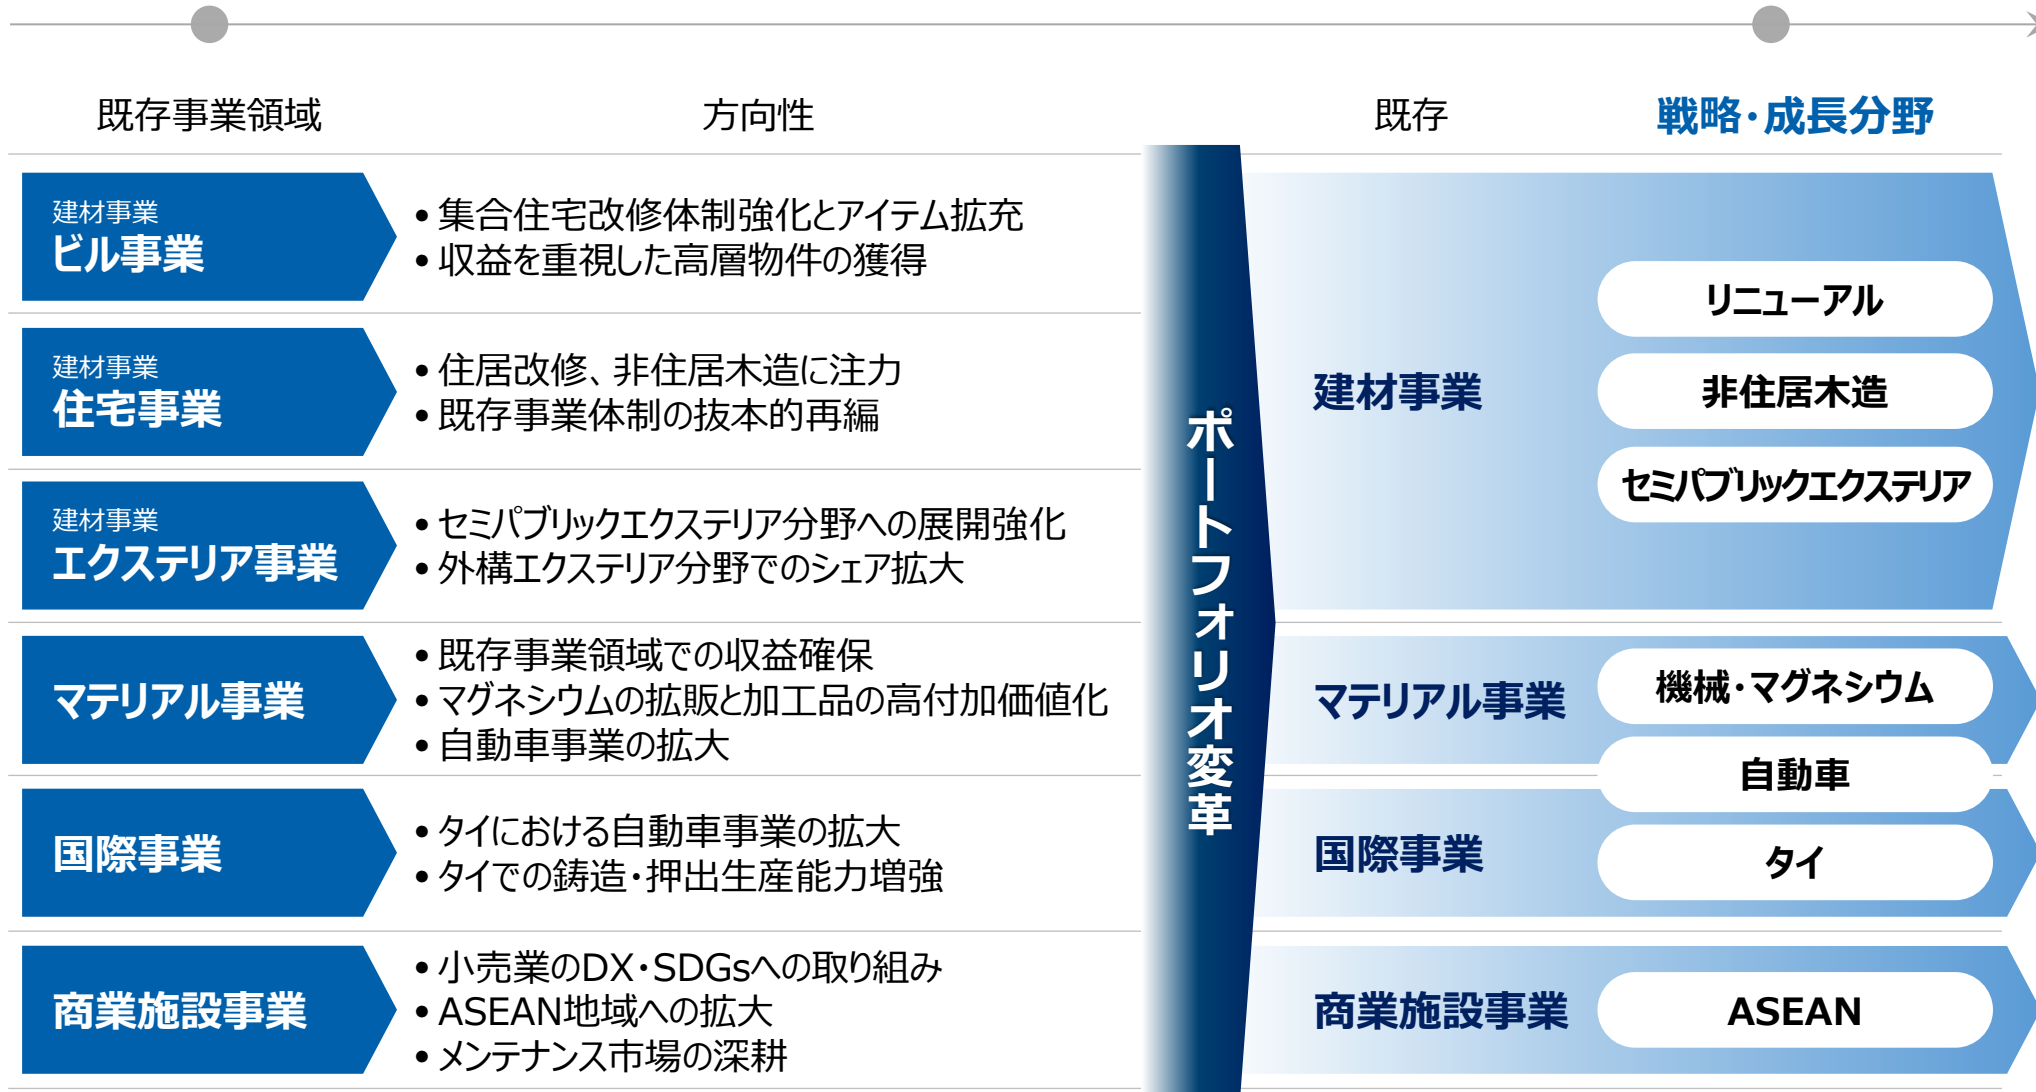 既存事業領域
方向性
既存
戦略・成長分野
建材事業
ビル事業
• 集合住宅改修体制強化とアイテム拡充
• 収益を重視した高層物件の獲得
建材事業
住宅事業
• 住居改修、非住居木造に注力
• 既存事業体制の抜本的再編
建材事業
エクステリア事業
• セミパブリックエクステリア分野への展開強化
• 外構エクステリア分野でのシェア拡大
マテリアル事業
• 既存事業領域での収益確保
• マグネシウムの拡販と加工品の高付加価値化
• 自動車事業の拡大
国際事業
• タイにおける自動車事業の拡大
• タイでの鋳造・押出生産能力増強
商業施設事業
• 小売業のDX・SDGsへの取り組み
• ASEAN地域への拡大
• メンテナンス市場の深耕
ポートフォリオ変革
建材事業
リニューアル
非住居木造
セミパブリックエクステリア
マテリアル事業
機械・マグネシウム
自動車
国際事業
タイ
商業施設事業
ASEAN